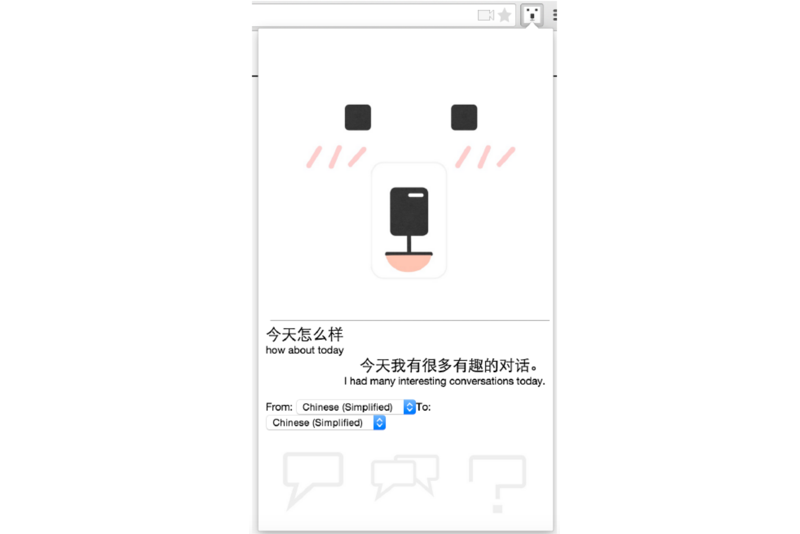 今天怎么样
how about today
今天我有很多有趣的对话。
I had many interesting conversations today.
From: Chinese (Simplified) To:
Chinese (Simplified)